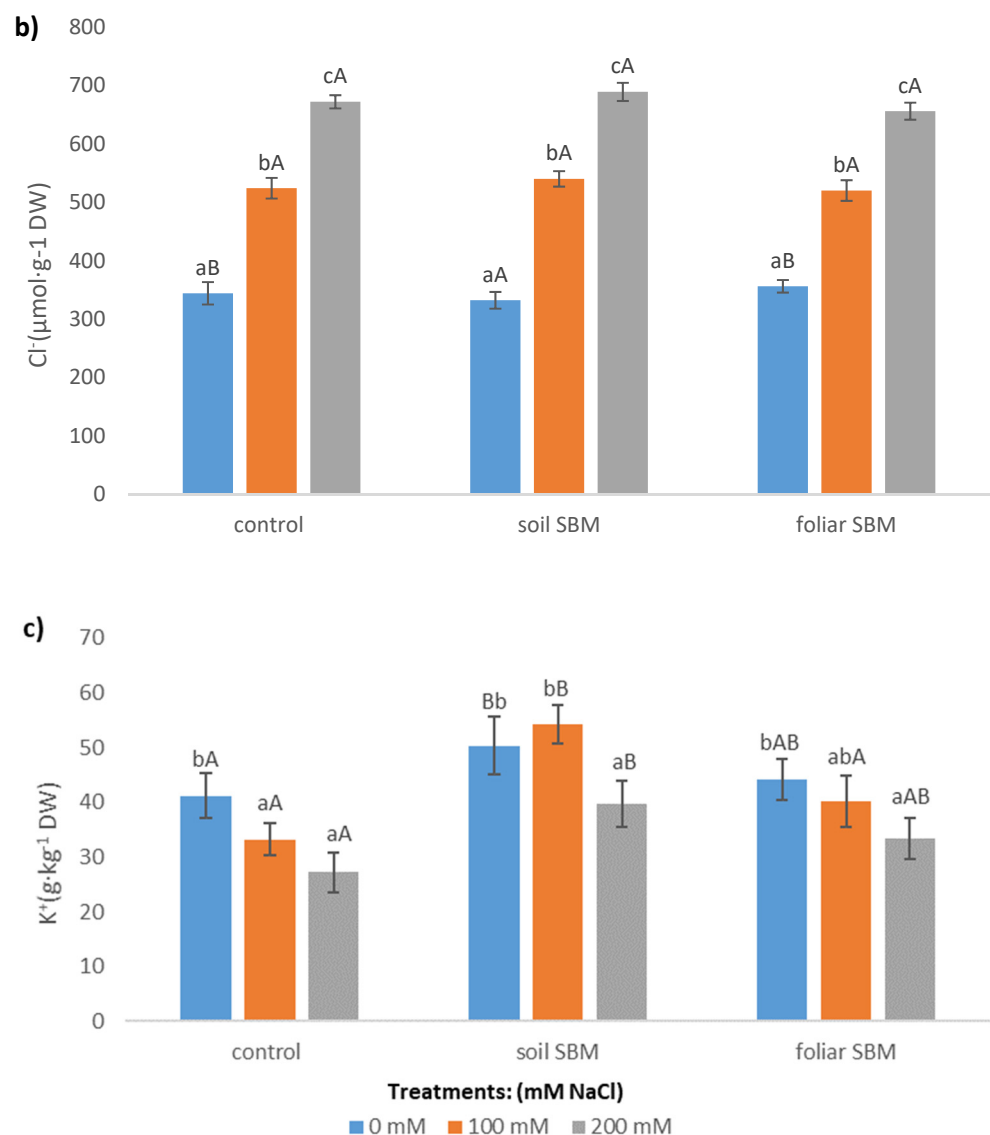 b)
800
700
600
500
400
300
200
100
0
Cl⁻(µmol·g-1 DW)
aB
bA
cA
aA
bA
cA
aB
bA
cA
control
soil SBM
foliar SBM
c)
70
60
50
40
30
20
10
0
K⁺(g·kg⁻¹ DW)
bA
aA
aA
Bb
bB
aB
bAB
abA
aAB
control
soil SBM
foliar SBM
Treatments: (mM NaCl)
0 mM 100 mM 200 mM